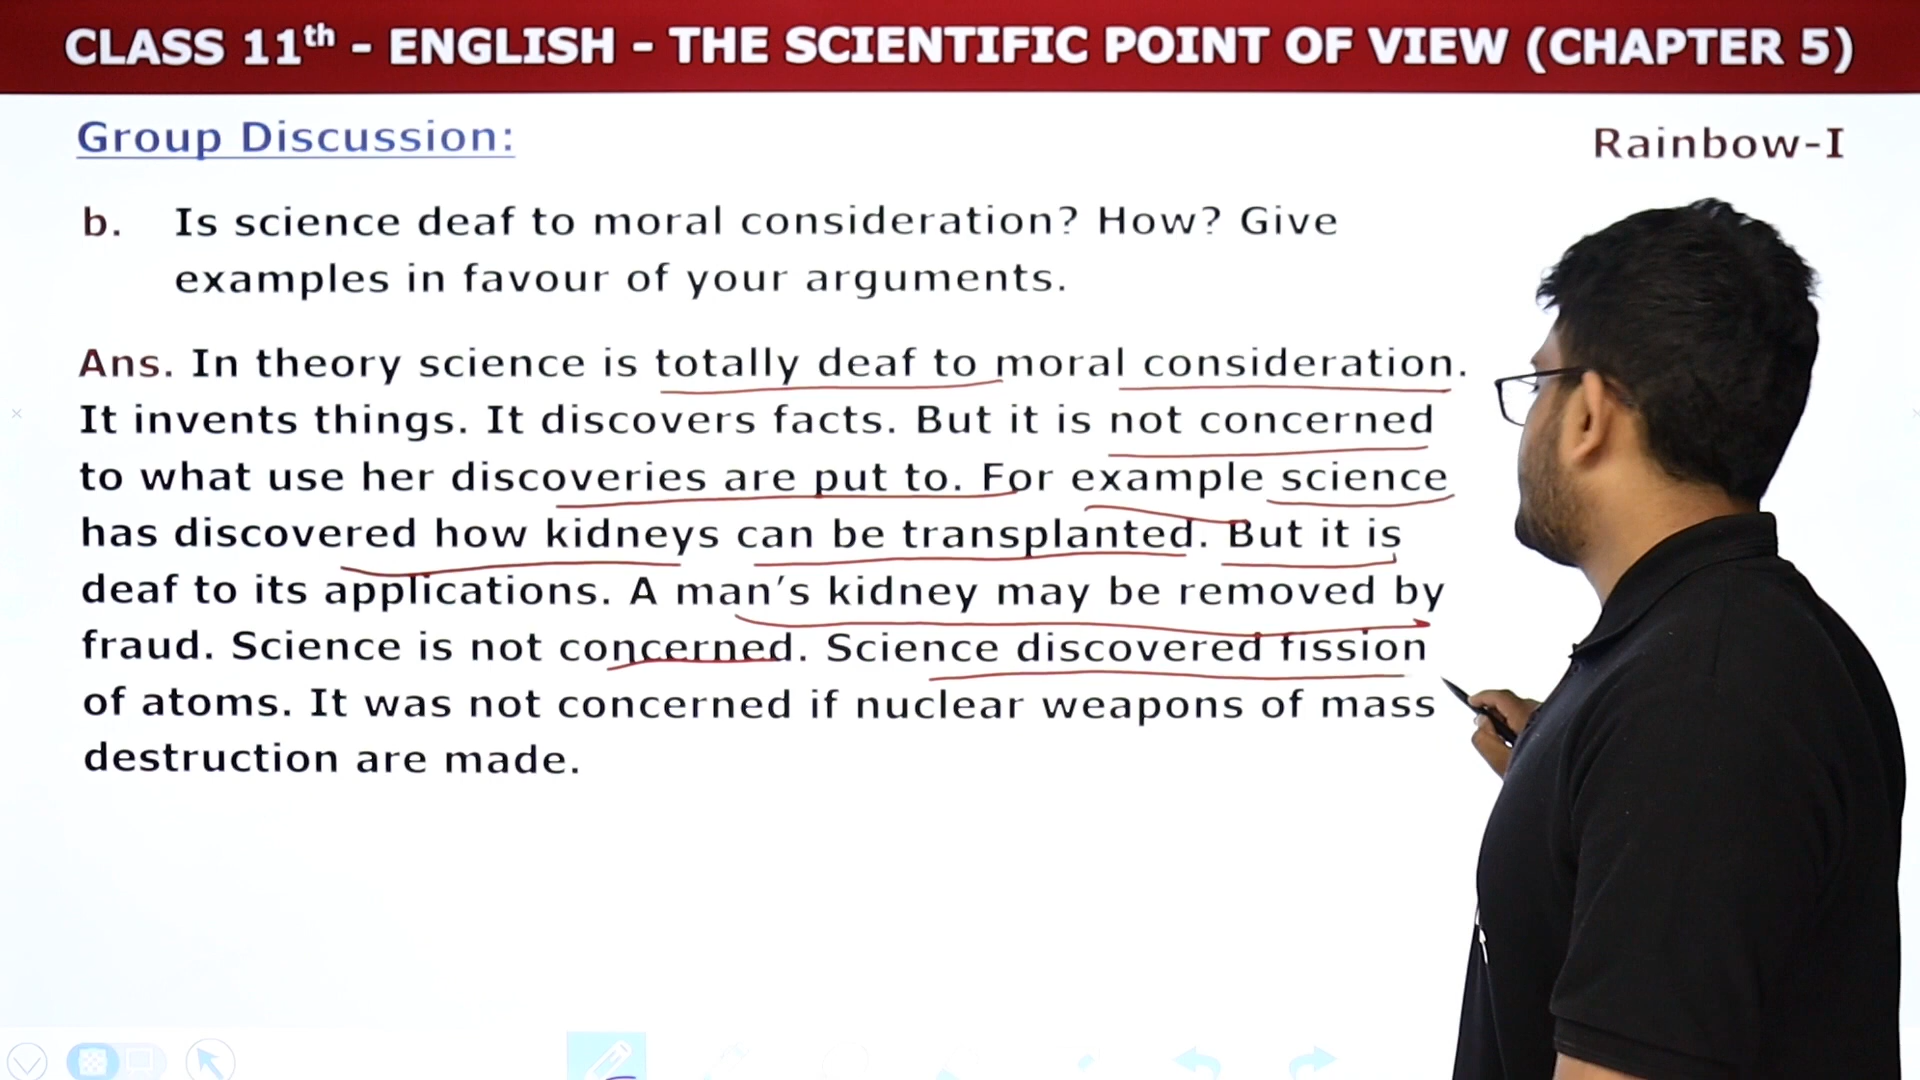 CLASS 11th - ENGLISH - THE SCIENTIFIC POINT OF VIEW (CHAPTER 5)
Group Discussion:
Rainbow-I
b. Is science deaf to moral consideration? How? Give
examples in favour of your arguments.
Ans. In theory science is totally deaf to moral consideration.
It invents things. It discovers facts. But it is not concerned
to what use her discoveries are put to. For example science
has discovered how kidneys can be transplanted. But it is
deaf to its applications. A man's kidney may be removed by
fraud. Science is not concerned. Science discovered fission
of atoms. It was not concerned if nuclear weapons of mass
destruction are made.